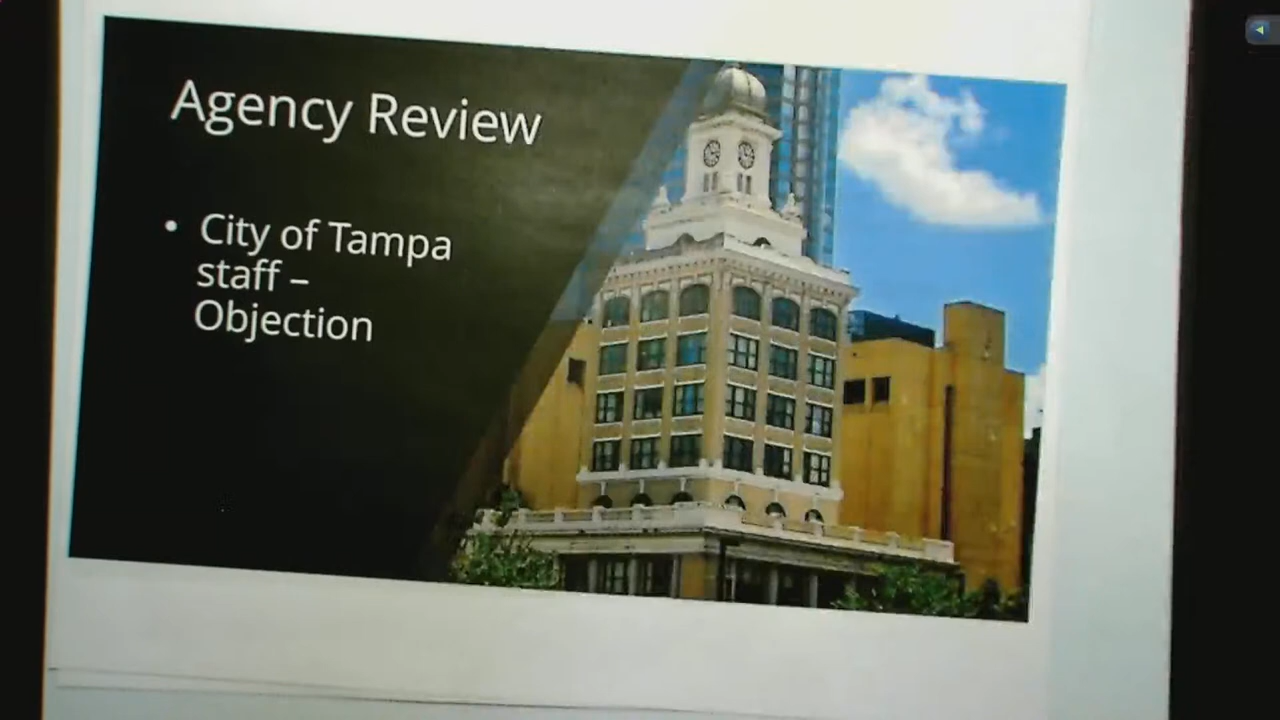 Agency Review
• City of Tampa
staff –
Objection